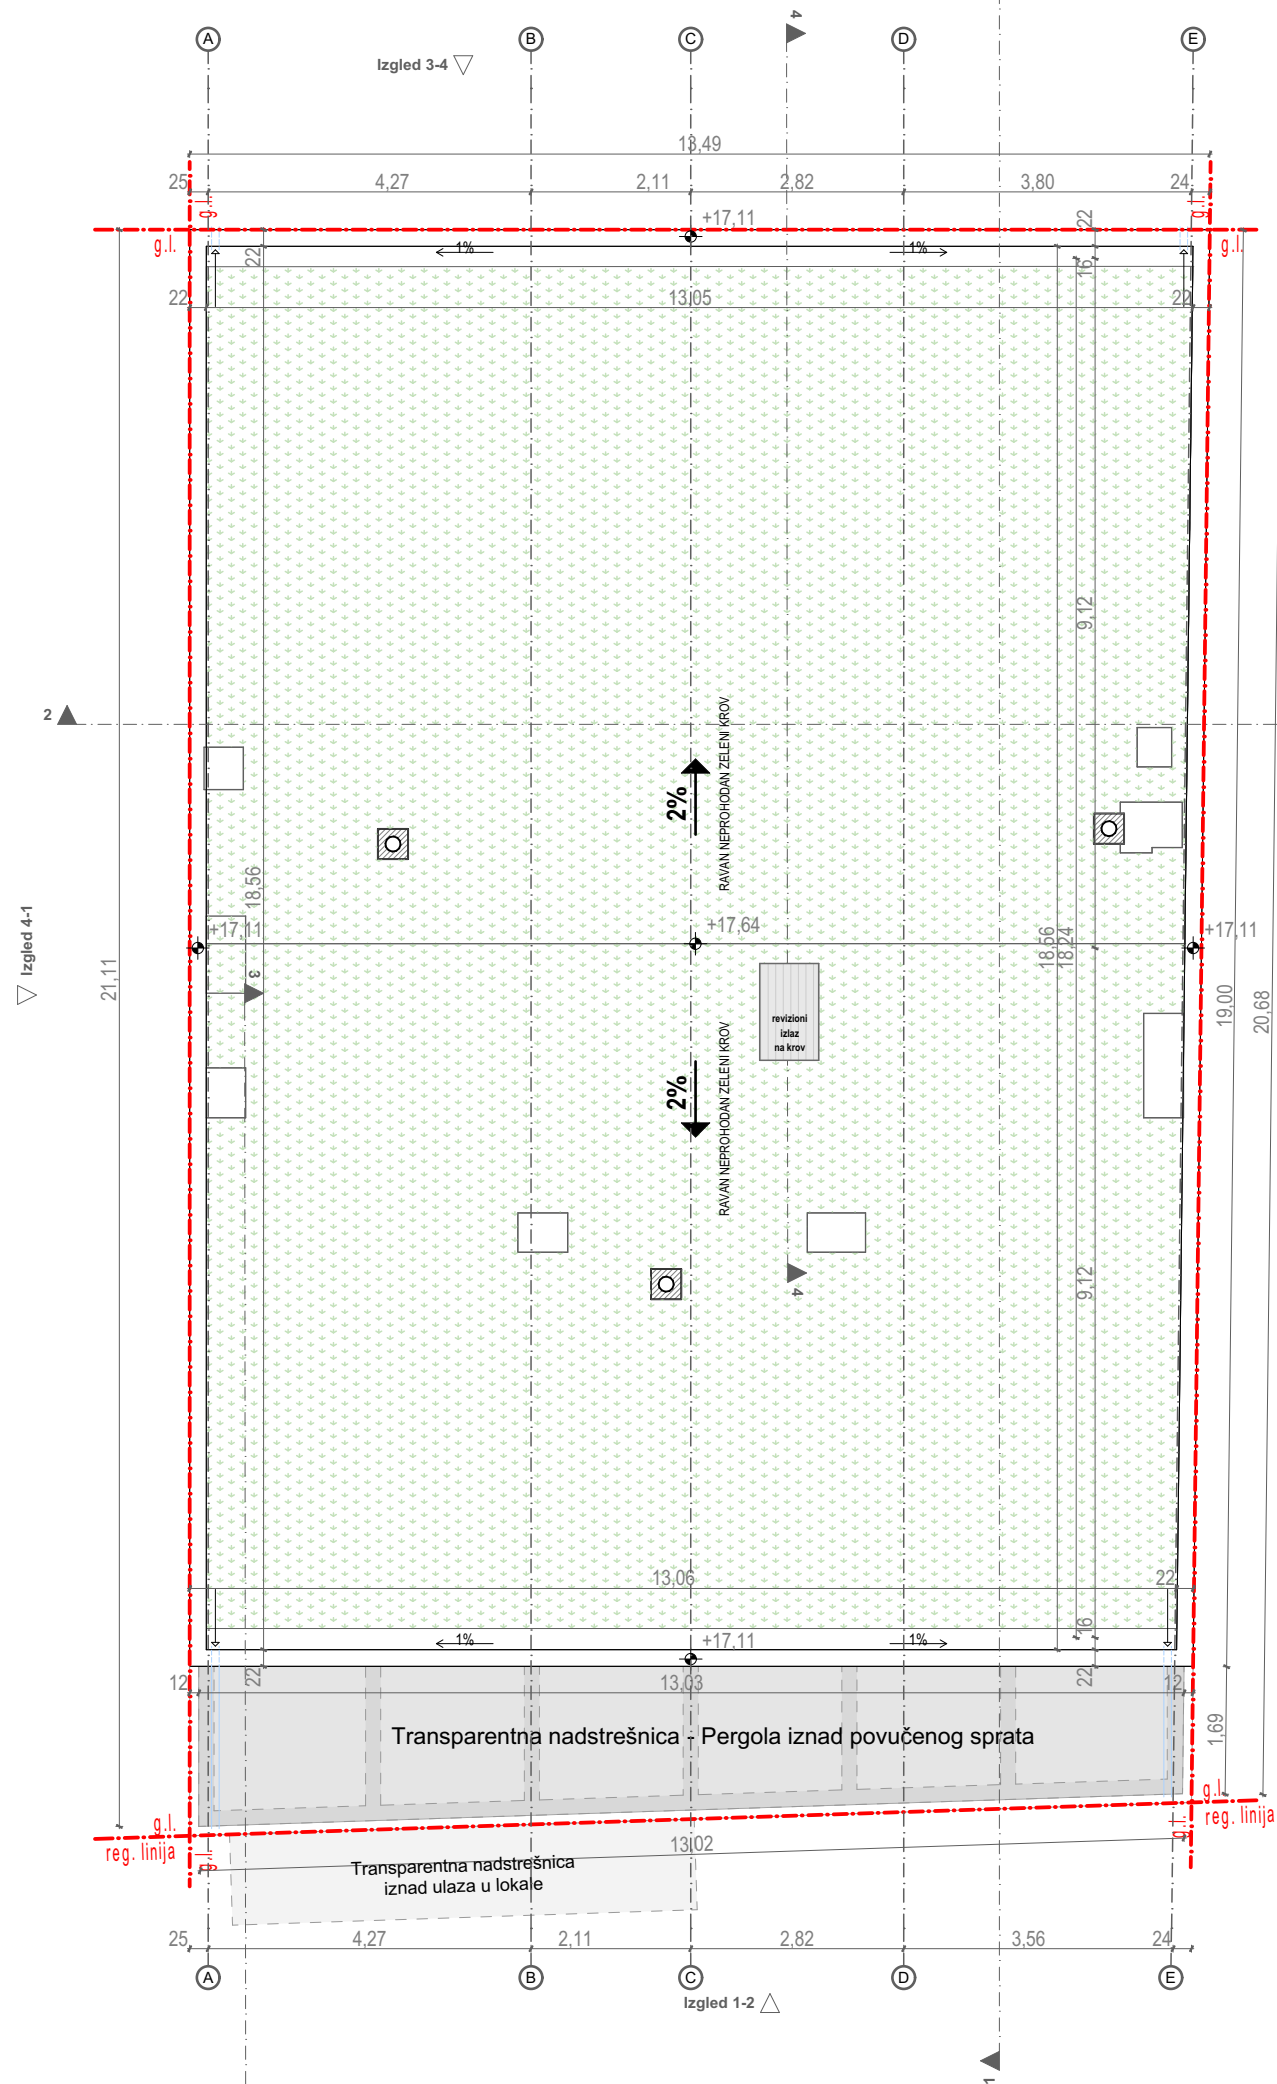 A
B
C
D
E
4
Izgled 3-4
13,49
25
4,27
2,11
2,82
3,80
24
g.l.
g.l.
+17,11
22
g.l.
g.l.
1%
1%
22
16
22
13,05
22
9,12
2
RAVAN NEPROHODAN ZELENI KROV
2%
18,56
+17,11
+17,64
18,56
18,24
+17,11
Izgled 4-1
21,11
3
revizioni
izlaz
na krov
19,00
20,68
2%
RAVAN NEPROHODAN ZELENI KROV
4
9,12
13,06
22
16
1%
+17,11
1%
22
22
12
13,03
12
1,69
Transparentna nadstrešnica - Pergola iznad povučenog sprata
g.l.
g.l.
reg. linija
reg. linija
g.l.
g.l.
13,02
Transparentna nadstrešnica
iznad ulaza u lokale
25
4,27
2,11
2,82
3,56
24
A
B
C
D
E
Izgled 1-2
1